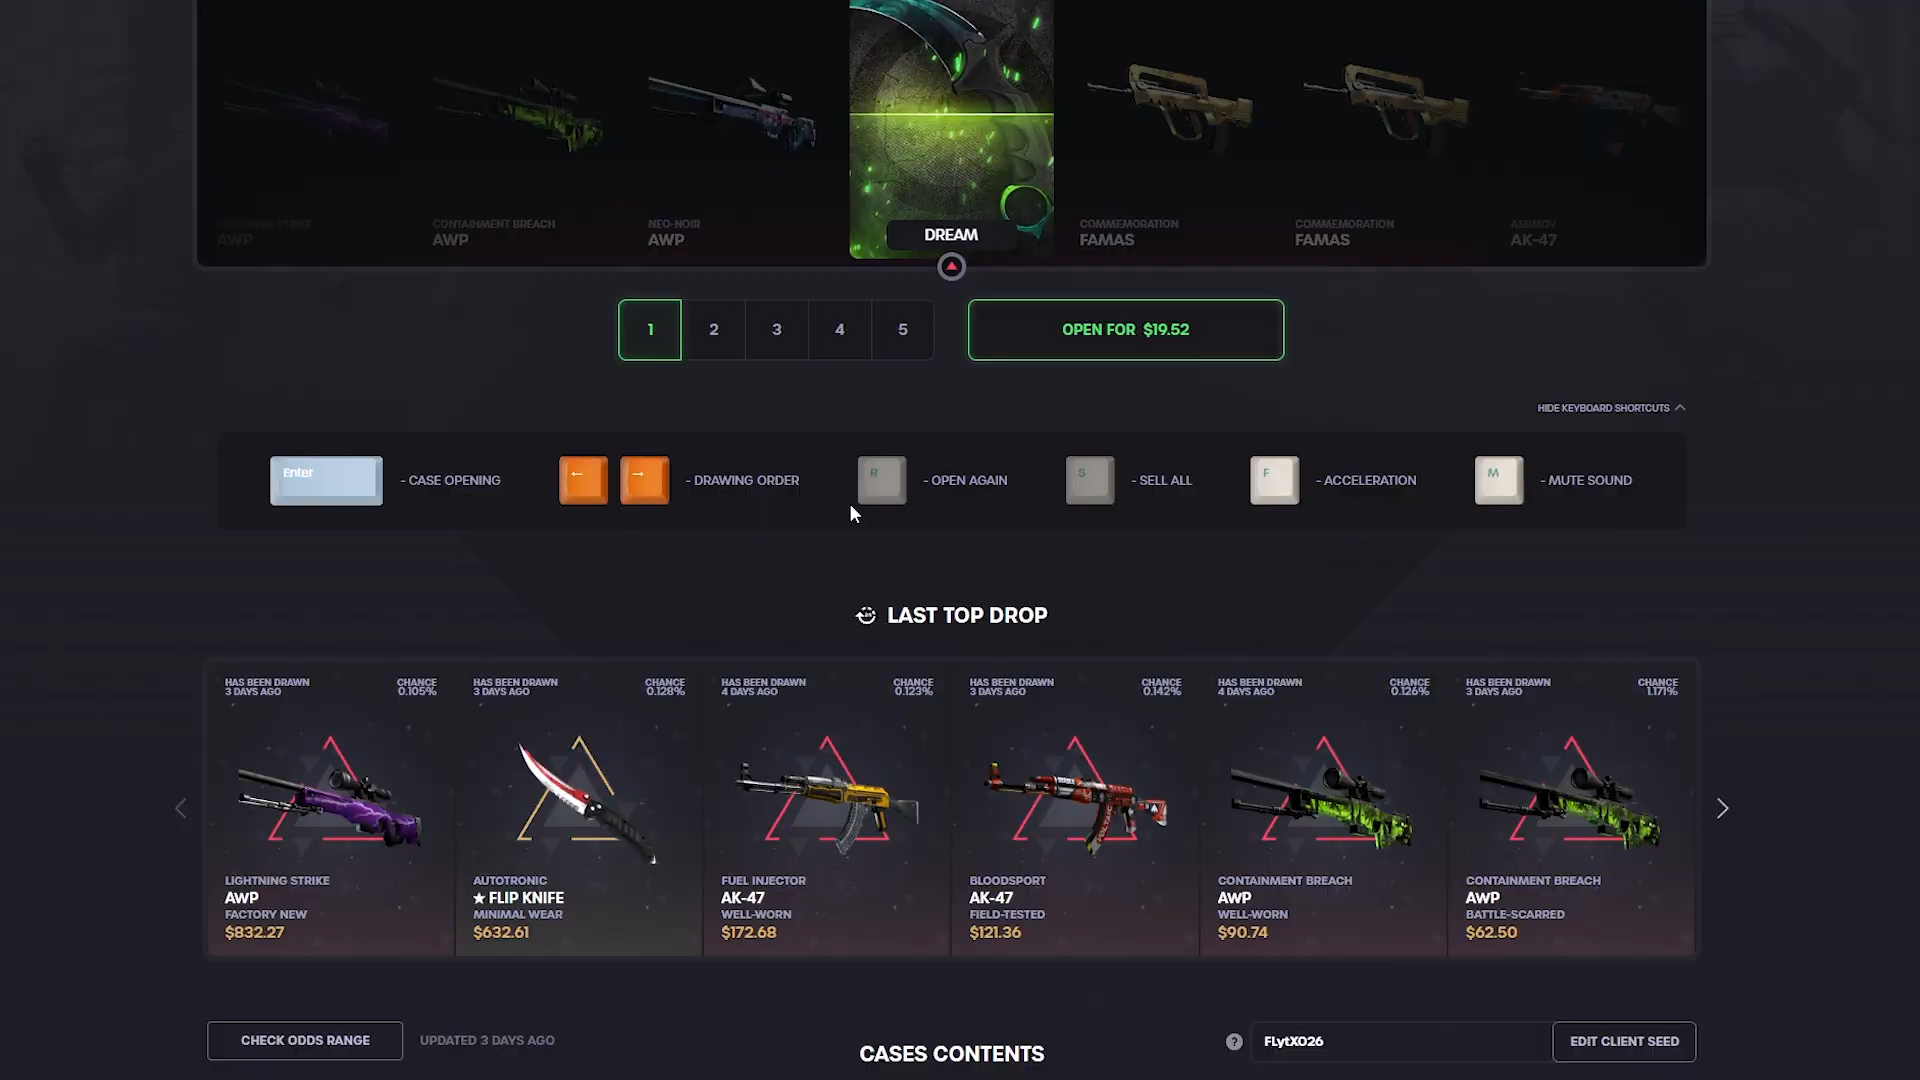 LIGHTNING STRIKE
AWP
CONTAINMENT BREACH
AWP
NEO-NOIR
AWP
DREAM
COMMEMORATION
FAMAS
COMMEMORATION
FAMAS
ASIIMOV
AK-47
1 2 3 4 5
OPEN FOR $19.52
HIDE KEYBOARD SHORTCUTS
Enter - CASE OPENING
← → - DRAWING ORDER
R - OPEN AGAIN
S - SELL ALL
F - ACCELERATION
M - MUTE SOUND
LAST TOP DROP
HAS BEEN DRAWN
3 DAYS AGO
CHANCE
0.105%
LIGHTNING STRIKE
AWP
FACTORY NEW
$832.27
HAS BEEN DRAWN
3 DAYS AGO
CHANCE
0.128%
AUTOTRONIC
★ FLIP KNIFE
MINIMAL WEAR
$632.61
HAS BEEN DRAWN
4 DAYS AGO
CHANCE
0.123%
FUEL INJECTOR
AK-47
WELL-WORN
$172.68
HAS BEEN DRAWN
3 DAYS AGO
CHANCE
0.142%
BLOODSPORT
AK-47
FIELD-TESTED
$121.36
HAS BEEN DRAWN
4 DAYS AGO
CHANCE
0.126%
CONTAINMENT BREACH
AWP
WELL-WORN
$90.74
HAS BEEN DRAWN
3 DAYS AGO
CHANCE
1.171%
CONTAINMENT BREACH
AWP
BATTLE-SCARRED
$62.50
CHECK ODDS RANGE
UPDATED 3 DAYS AGO
CASES CONTENTS
? FLytXO26
EDIT CLIENT SEED